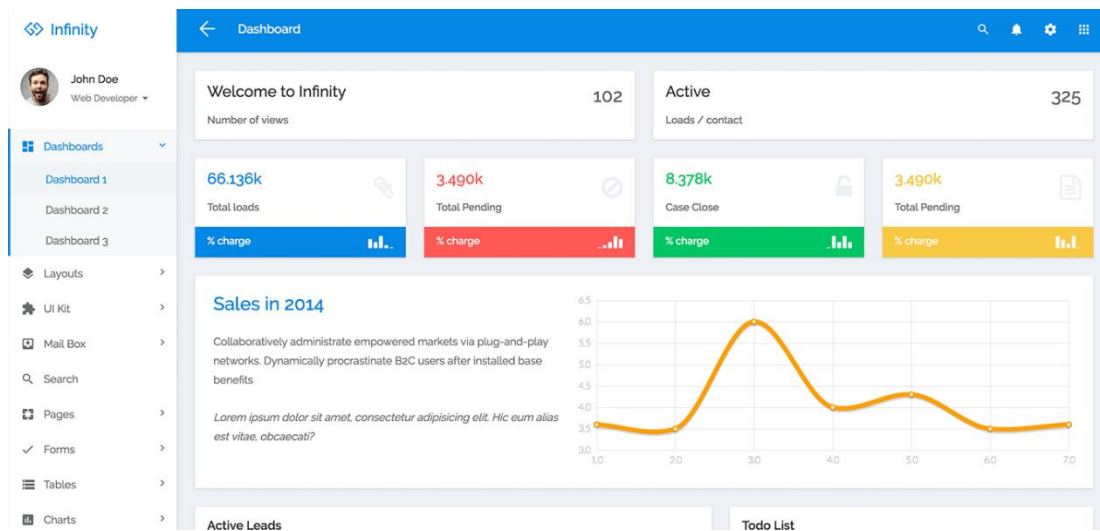 Infinity
John Doe
Web Developer
Dashboards
Dashboard 1
Dashboard 2
Dashboard 3
Layouts
UI Kit
Mail Box
Search
Pages
Forms
Tables
Charts
Dashboard
Welcome to Infinity
102
Number of views
Active
325
Loads / contact
66.136k
Total loads
% charge
3.490k
Total Pending
% charge
8.378k
Case Close
% charge
3.490k
Total Pending
% charge
Sales in 2014
Collaboratively administrate empowered markets via plug-and-play
networks. Dynamically procrastinate B2C users after installed base
benefits
Lorem ipsum dolor sit amet, consectetur adipisicing elit. Hic eum alias
est vitae, obcaecati?
6.5
6.0
5.5
5.0
4.5
4.0
3.5
3.0
1.0 2.0 3.0 4.0 5.0 6.0 7.0
Active Leads
Todo List